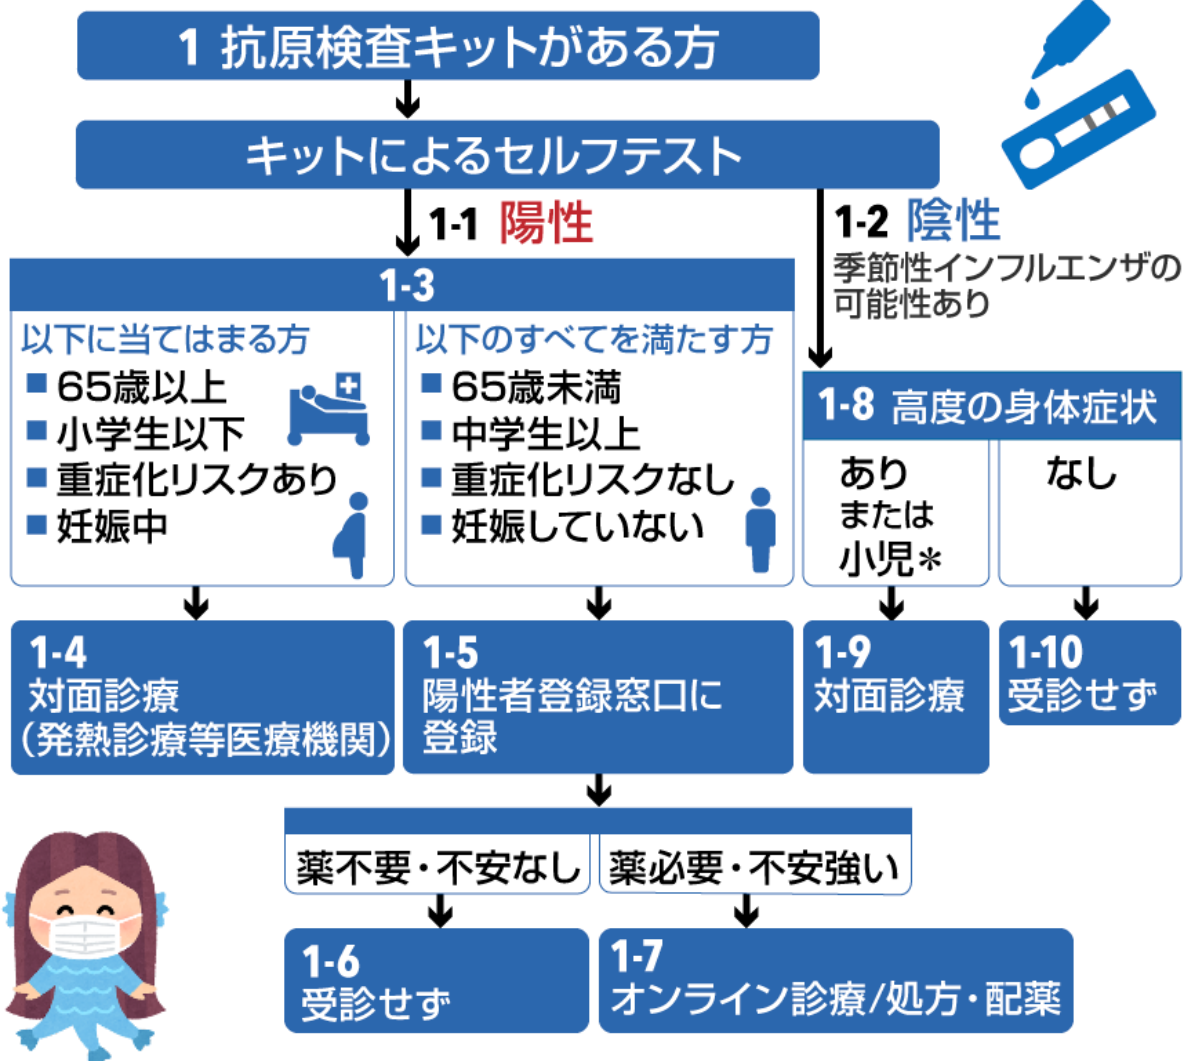 1 抗原検査キットがある方
キットによるセルフテスト
1-1 陽性
1-2 陰性
季節性インフルエンザの
可能性あり
1-3
以下に当てはまる方
■ 65歳以上
■ 小学生以下
■ 重症化リスクあり
■ 妊娠中
以下のすべてを満たす方
■ 65歳未満
■ 中学生以上
■ 重症化リスクなし
■ 妊娠していない
1-8 高度の身体症状
あり
または
小児＊
なし
1-4
対面診療
(発熱診療等医療機関)
1-5
陽性者登録窓口に
登録
1-9
対面診療
1-10
受診せず
薬不要・不安なし
薬必要・不安強い
1-6
受診せず
1-7
オンライン診療/処方・配薬